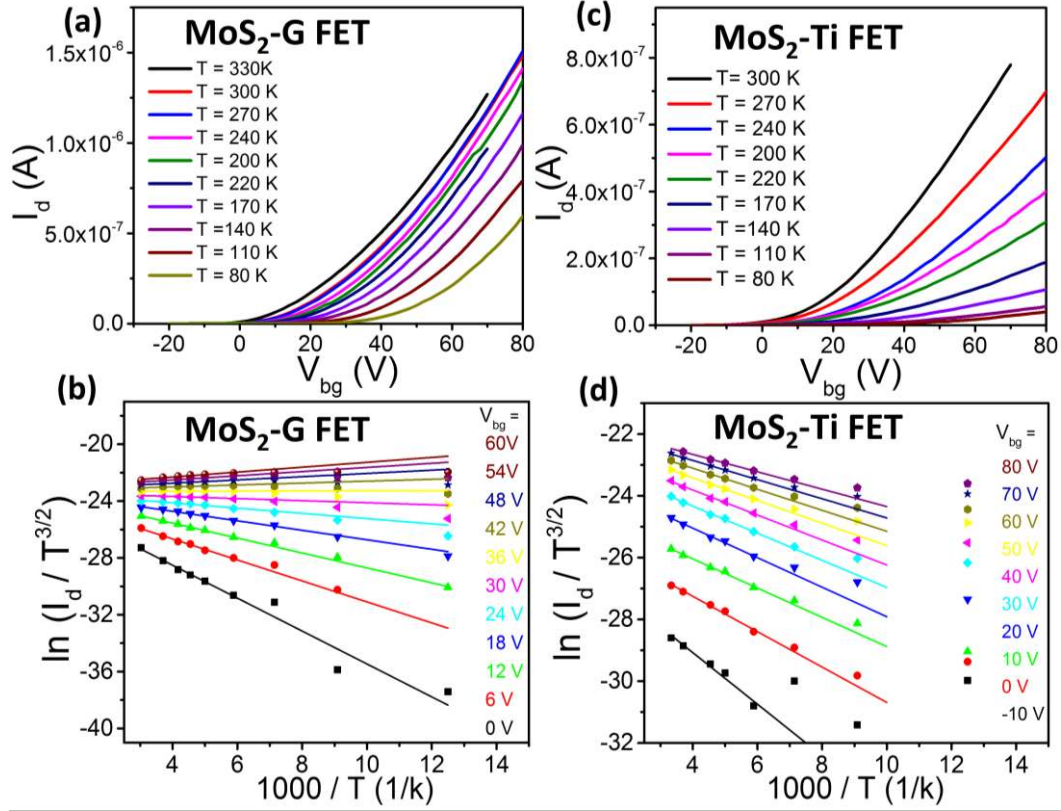 (a)
MoS2-G FET
T = 330K
T = 300 K
T = 270 K
T = 240 K
T = 200 K
T = 220 K
T = 170 K
T =140 K
T = 110 K
T = 80 K
1.5x10-6
1.0x10-6
5.0x10-7
0.0
Id (A)
0 20 40 60 80
-20
Vbg (V)
(c)
MoS2-Ti FET
T= 300 K
T = 270 K
T = 240 K
T = 200 K
T = 220 K
T = 170 K
T =140 K
T = 110 K
T = 80 K
8.0x10-7
6.0x10-7
4.0x10-7
2.0x10-7
0.0
Id (A)
-20 0 20 40 60 80
Vbg (V)
(b)
MoS2-G FET
Vbg =
60V
54V
48 V
42 V
36 V
30 V
24 V
18 V
12 V
6 V
0 V
-20
-24
-28
-32
-36
-40
ln (Id / T3/2)
4 6 8 10 12 14
1000 / T (1/k)
(d)
MoS2-Ti FET
Vbg =
80 V
70 V
60 V
50 V
40 V
30 V
20 V
10 V
0 V
-10 V
-22
-24
-26
-28
-30
-32
ln (Id / T3/2)
4 6 8 10 12 14
1000 / T (1/k)